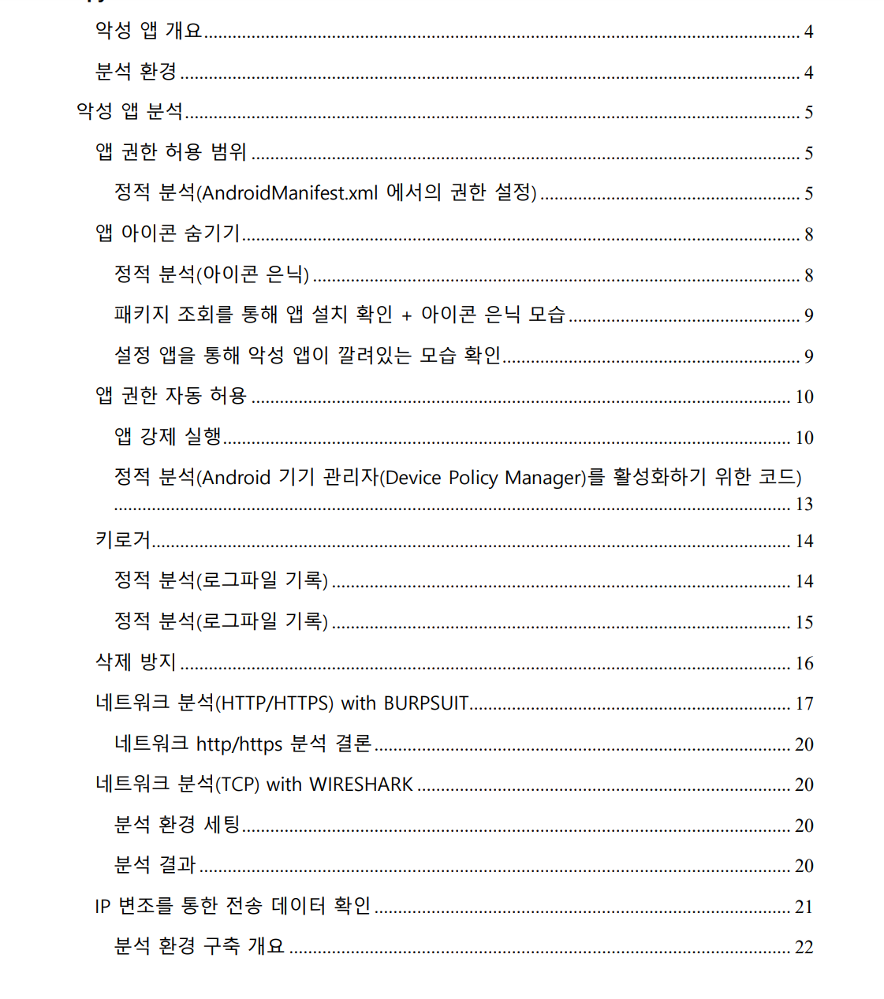 악성 앱 개요 4
분석 환경 4
악성 앱 분석 5
앱 권한 허용 범위 5
정적 분석(AndroidManifest.xml 에서의 권한 설정) 5
앱 아이콘 숨기기 8
정적 분석(아이콘 은닉) 8
패키지 조회를 통해 앱 설치 확인 + 아이콘 은닉 모습 9
설정 앱을 통해 악성 앱이 깔려있는 모습 확인 9
앱 권한 자동 허용 10
앱 강제 실행 10
정적 분석(Android 기기 관리자(Device Policy Manager)를 활성화하기 위한 코드)
13
키로거 14
정적 분석(로그파일 기록) 14
정적 분석(로그파일 기록) 15
삭제 방지 16
네트워크 분석(HTTP/HTTPS) with BURPSUIT 17
네트워크 http/https 분석 결론 20
네트워크 분석(TCP) with WIRESHARK 20
분석 환경 세팅 20
분석 결과 20
IP 변조를 통한 전송 데이터 확인 21
분석 환경 구축 개요 22